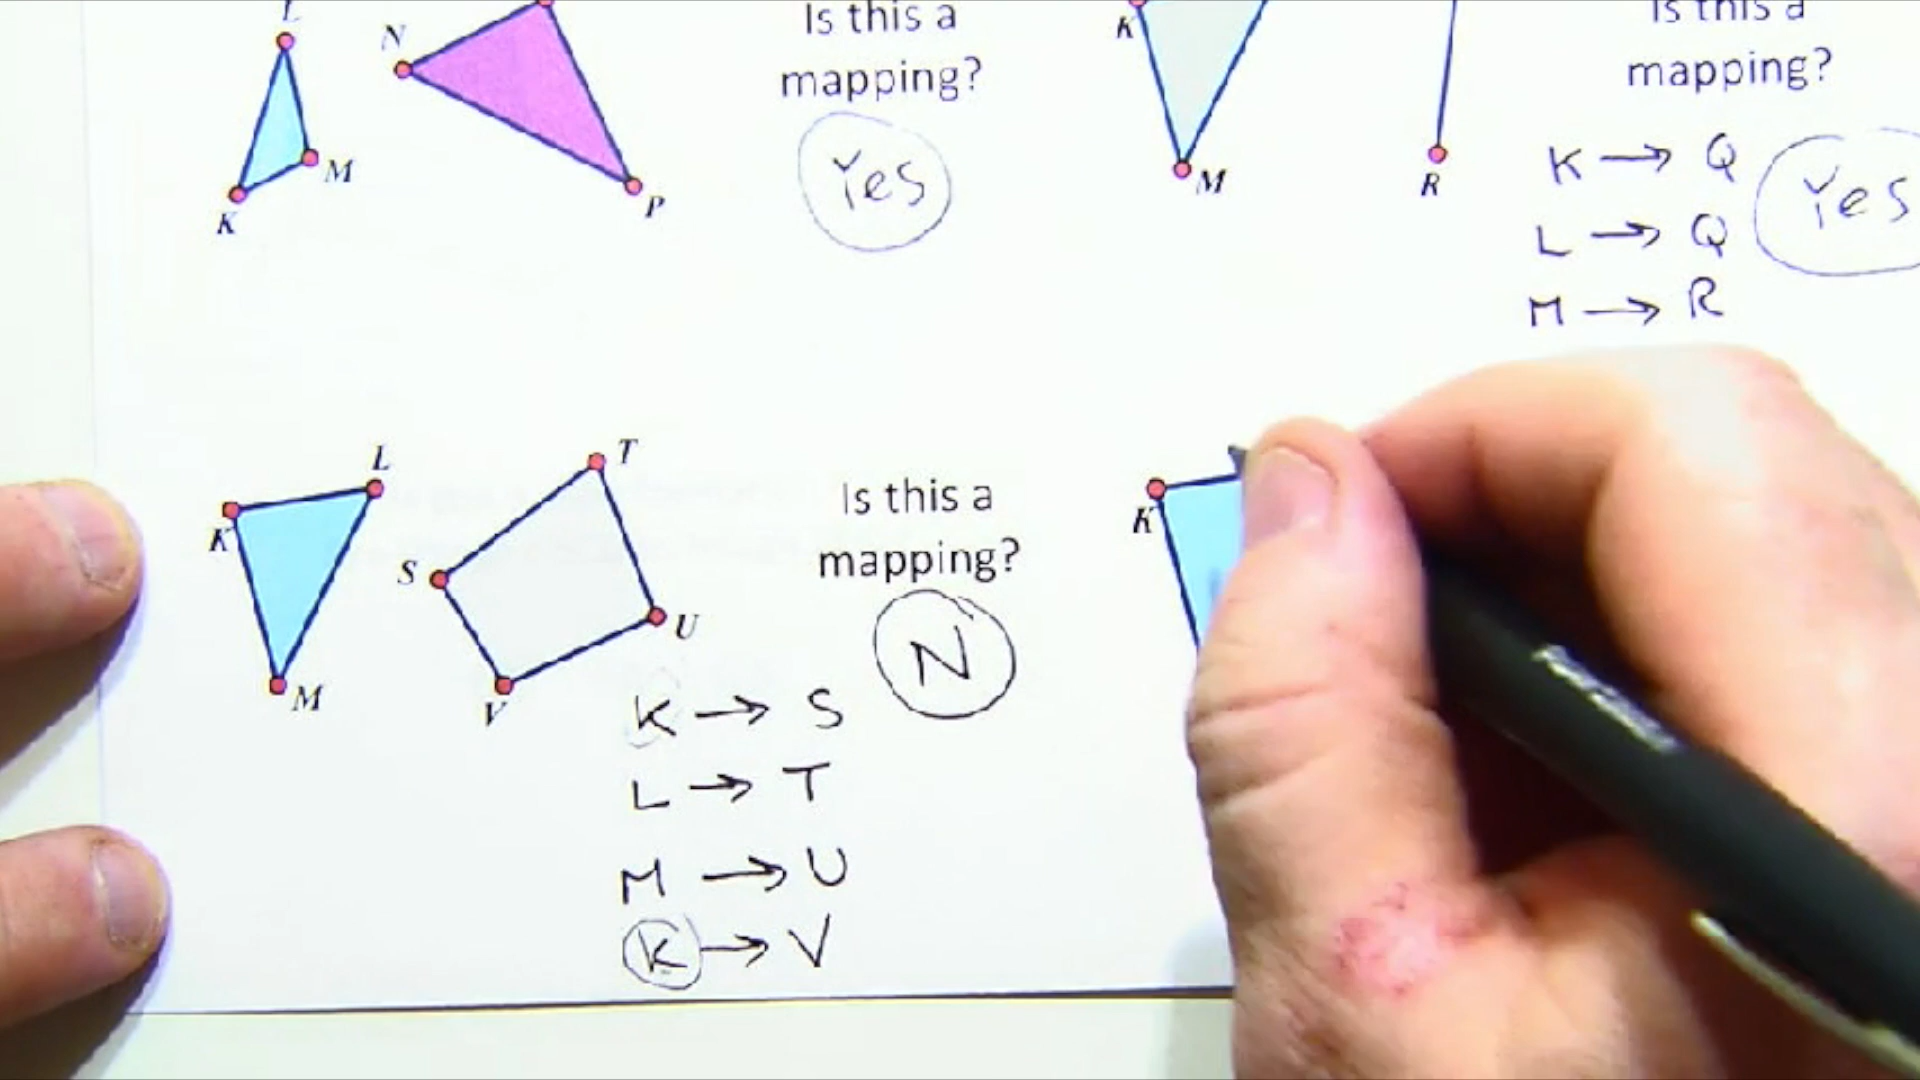 L
N
Is this a
mapping?
Yes
K
M
P
K
M
R
Is this a
mapping?
K → Q
L → Q
M → R
Yes
L
K
M
T
S
U
V
Is this a
mapping?
N
K → S
L → T
M → U
K → V
K